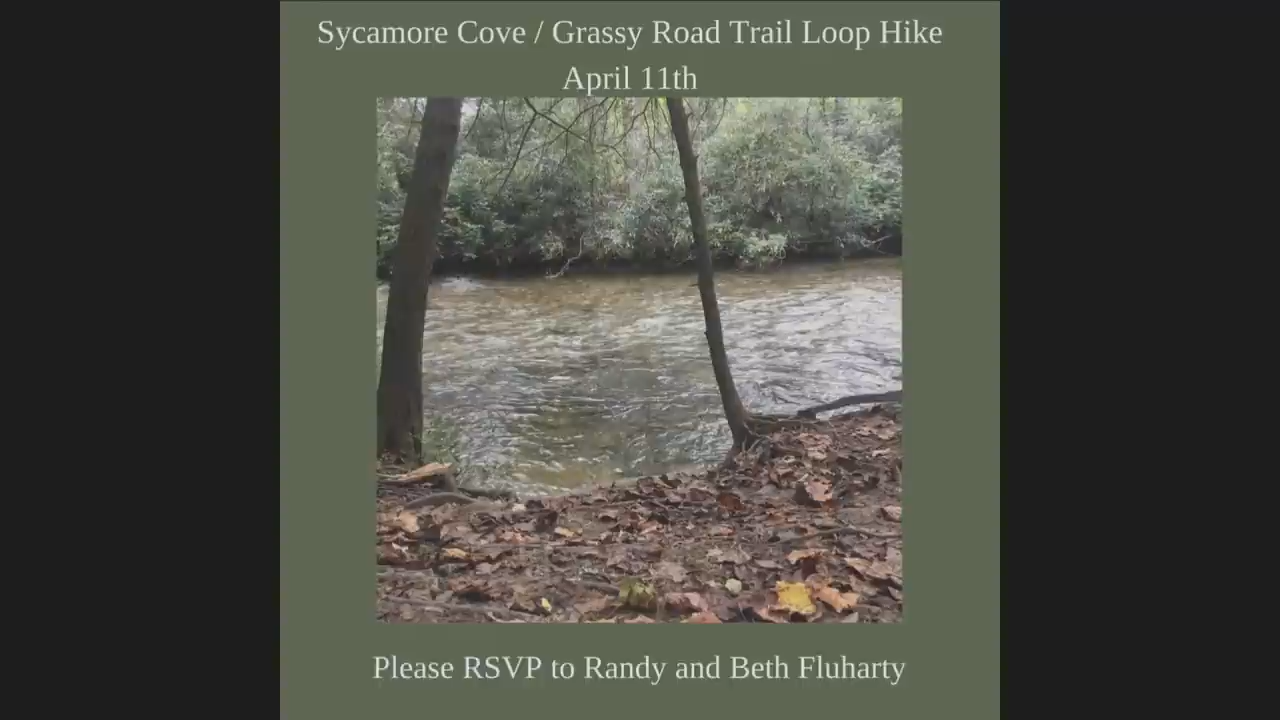 Sycamore Cove / Grassy Road Trail Loop Hike
April 11th
Please RSVP to Randy and Beth Fluharty